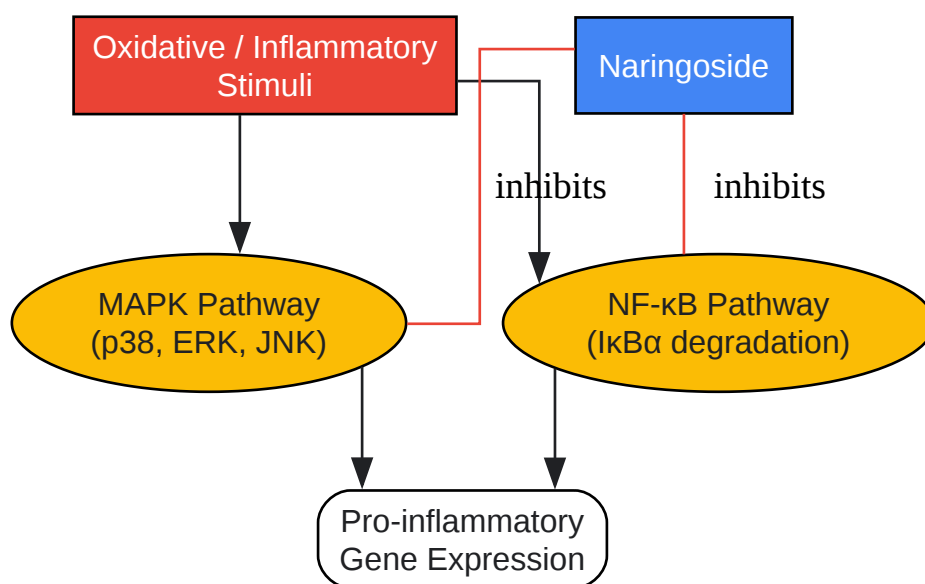 Oxidative / Inflammatory
Stimuli
Naringoside
inhibits
inhibits
MAPK Pathway
(p38, ERK, JNK)
NF-κB Pathway
(IκBα degradation)
Pro-inflammatory
Gene Expression